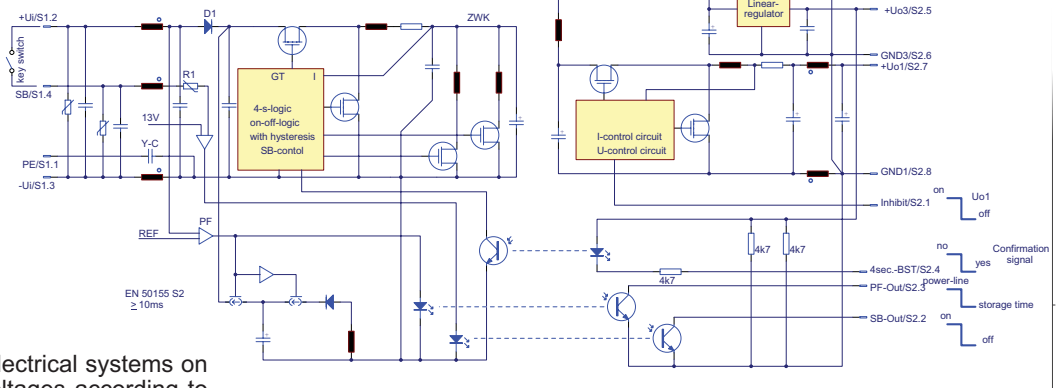 +Ui/S1.2
D1
ZWK
Linear-
regulator
+Uo3/S2.5
key switch
GT I
GND3/S2.6
+Uo1/S2.7
R1
SB/S1.4
4-s-logic
on-off-logic
with hysteresis
SB-contol
13V
I-control circuit
U-control circuit
Y-C
PE/S1.1
-Ui/S1.3
GND1/S2.8
on
Inhibit/S2.1
Uo1
off
PF
REF
no
Confirmation
signal
yes
4k7
4k7
4k7
4sec.-BST/S2.4
power-line
PF-Out/S2.3
storage time
EN 50155 S2
≥ 10ms
on
SB-Out/S2.2
off
lectrical systems on
ltages according to